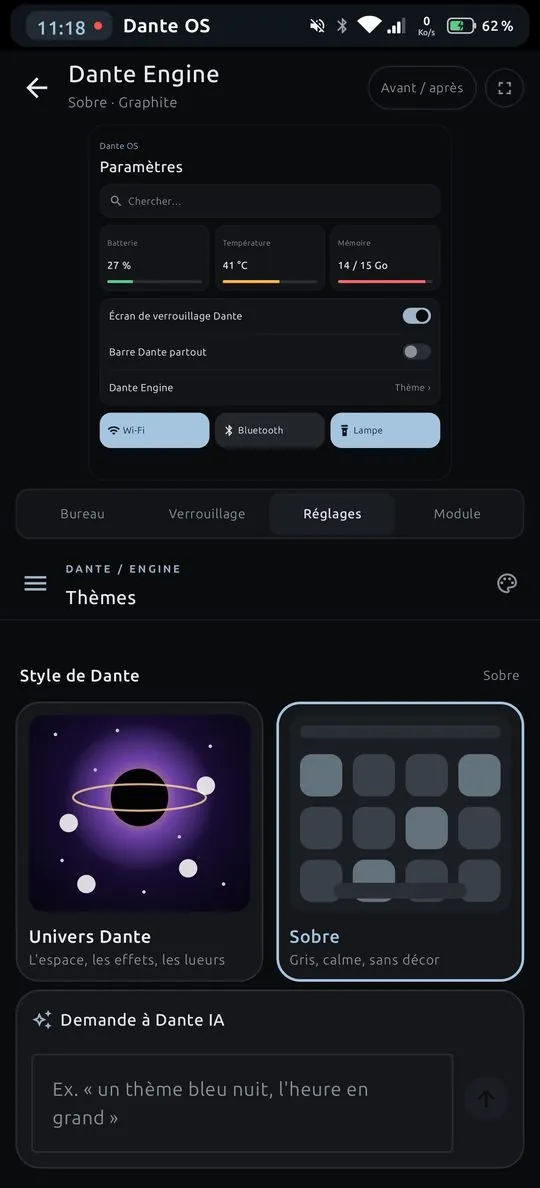 11:18 Dante OS 0 Ko/s 62 %
Dante Engine
Sobre · Graphite
Avant / après
Dante OS
Paramètres
Chercher...
Batterie Température Mémoire
27 % 41 °C 14 / 15 Go
Écran de verrouillage Dante
Barre Dante partout
Dante Engine Thème ›
Wi-Fi Bluetooth Lampe
Bureau Verrouillage Réglages Module
DANTE / ENGINE
Thèmes
Style de Dante Sobre
Univers Dante Sobre
L'espace, les effets, les lueurs Gris, calme, sans décor
Demande à Dante IA
Ex. « un thème bleu nuit, l'heure en
grand »